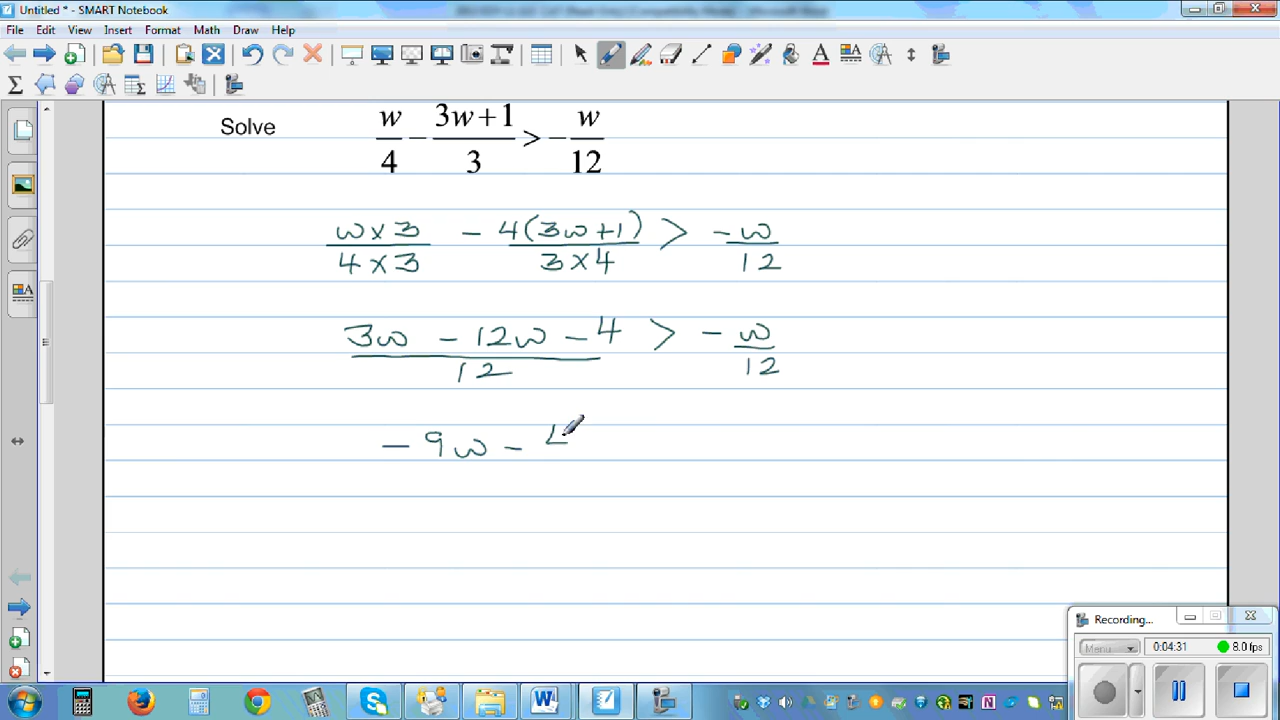 Untitled * - SMART Notebook
File Edit View Insert Format Math Draw Help
Solve w/4 - (3w+1)/3 > - w/12
(w×3)/(4×3) - 4(3w+1)/(3×4) > -w/12
(3w - 12w - 4)/12 > - w/12
- 9w - 4
Recording...
Menu 0:04:31 8.0 fps